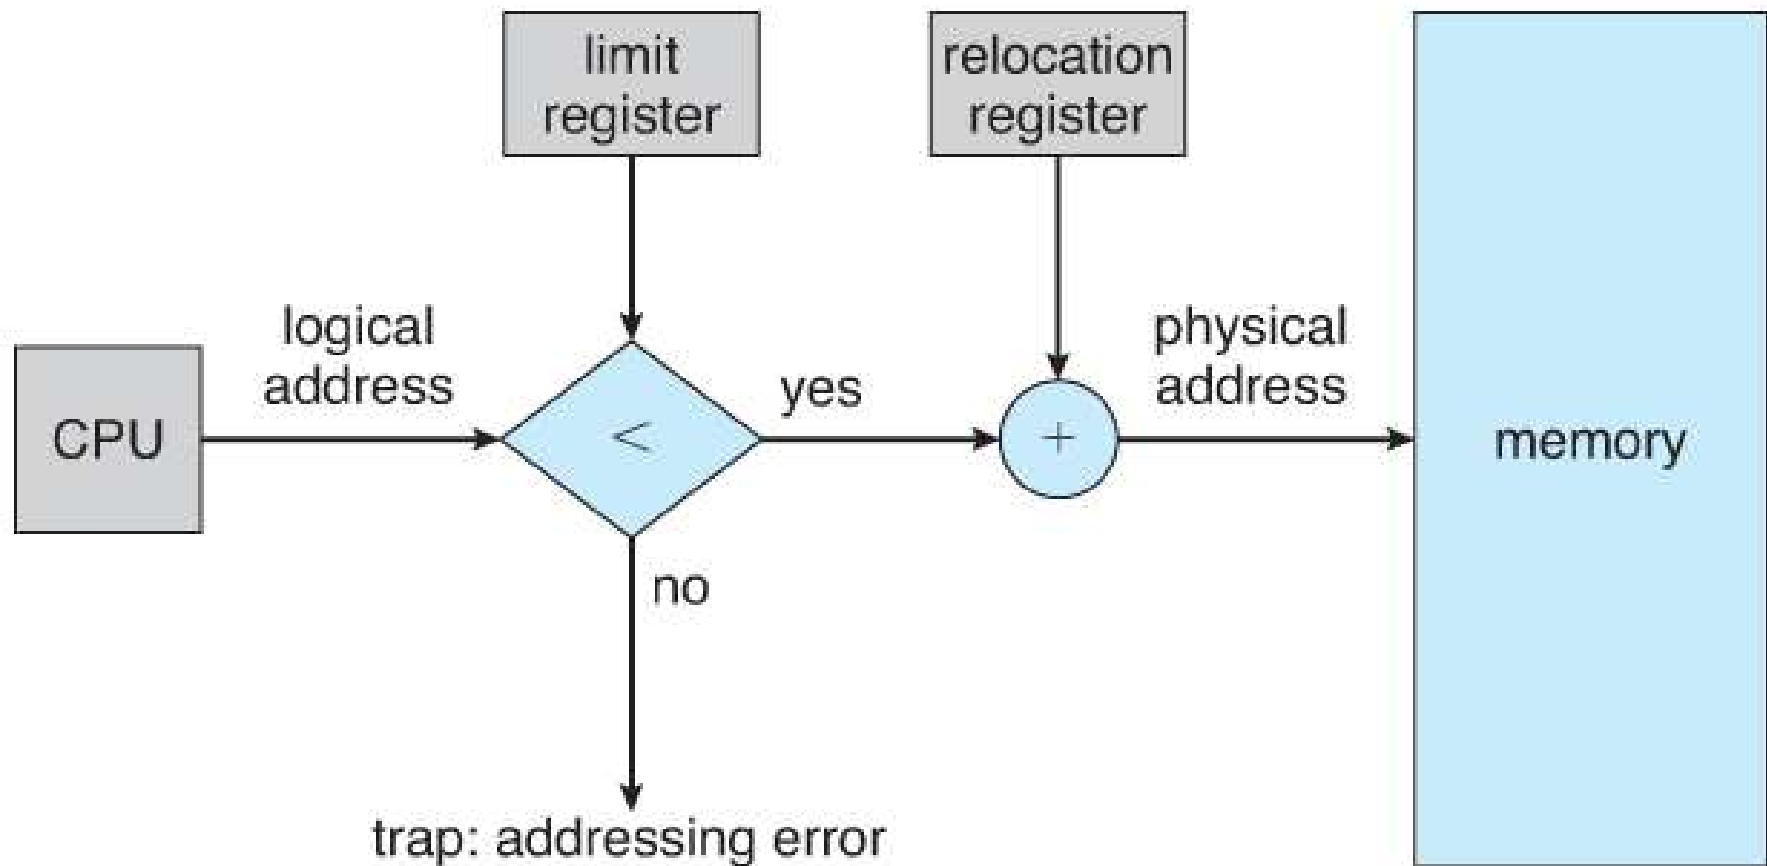 limit
register
relocation
register
logical
address
physical
address
CPU
<
yes
+
memory
no
trap: addressing error